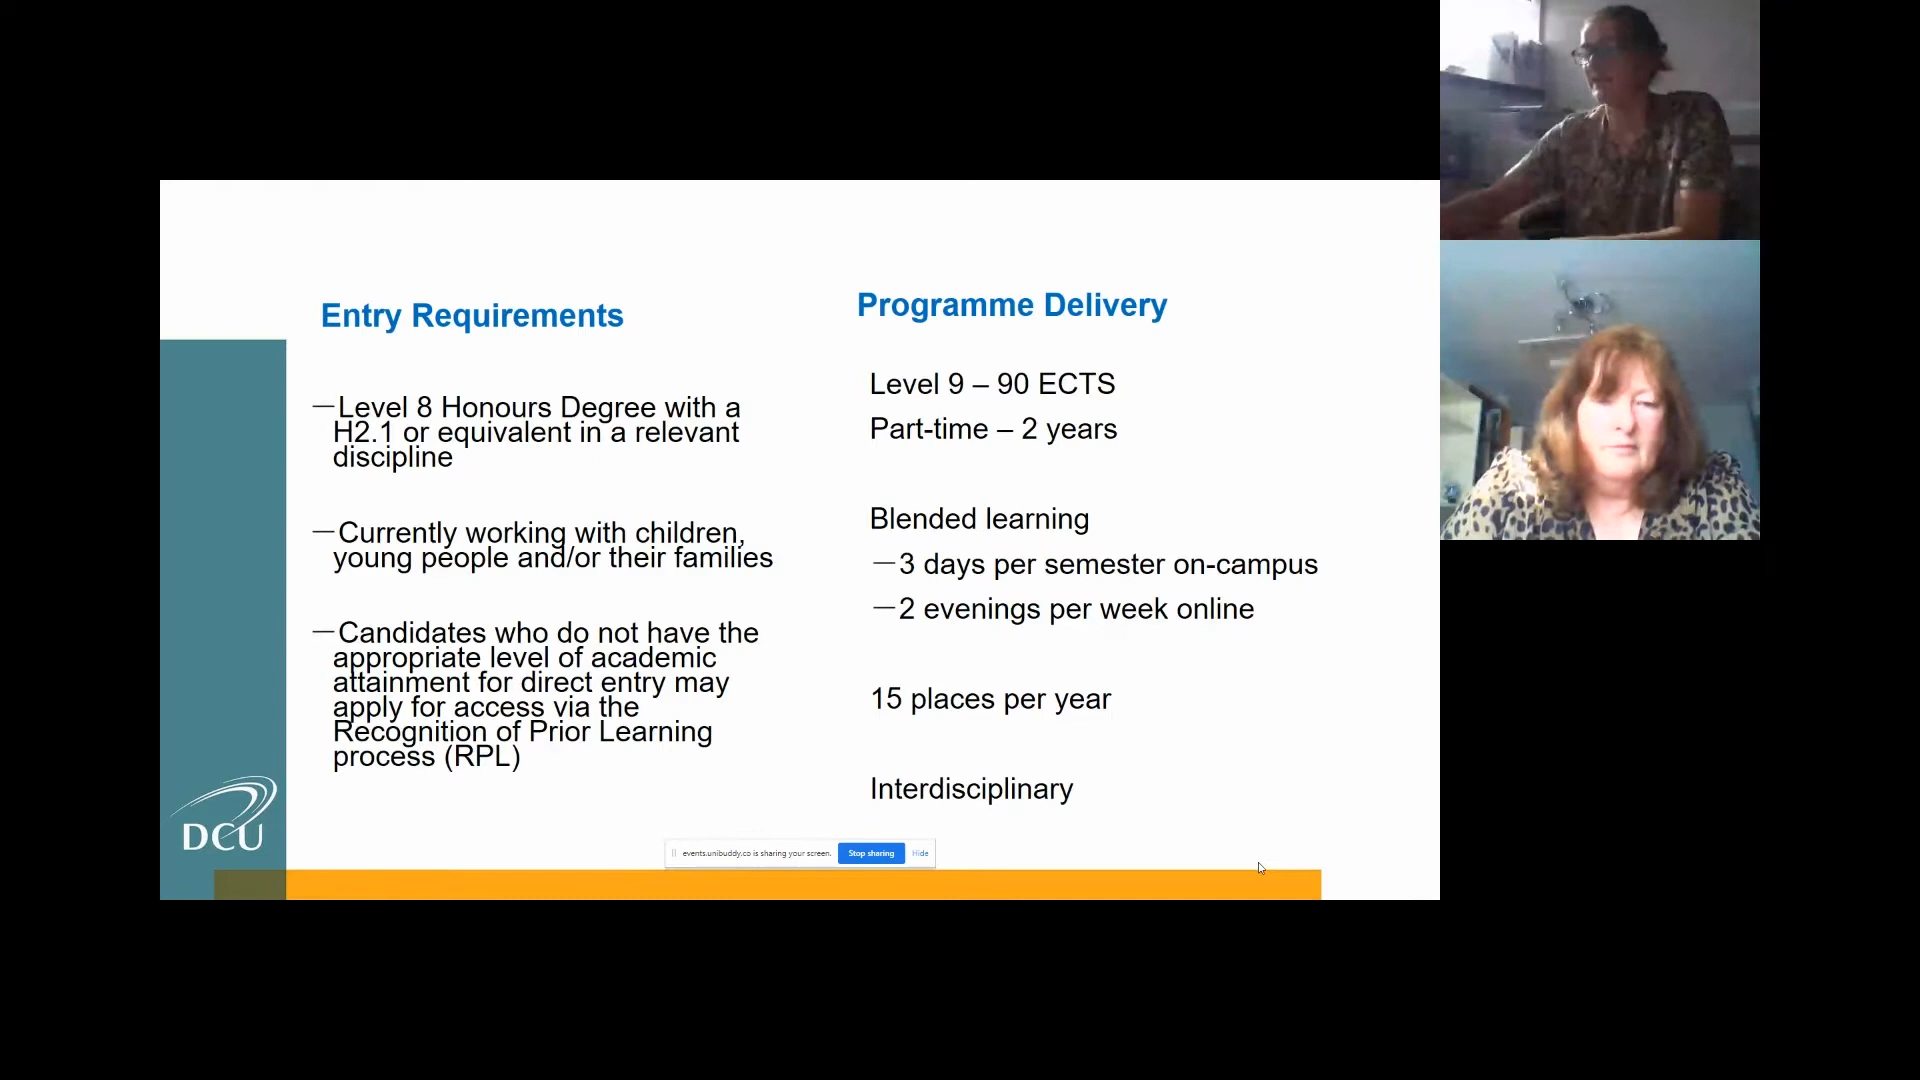 Entry Requirements
—Level 8 Honours Degree with a
H2.1 or equivalent in a relevant
discipline
—Currently working with children,
young people and/or their families
—Candidates who do not have the
appropriate level of academic
attainment for direct entry may
apply for access via the
Recognition of Prior Learning
process (RPL)
Programme Delivery
Level 9 – 90 ECTS
Part-time – 2 years
Blended learning
—3 days per semester on-campus
—2 evenings per week online
15 places per year
Interdisciplinary
DCU
events.unibuddy.co is sharing your screen. Stop sharing Hide